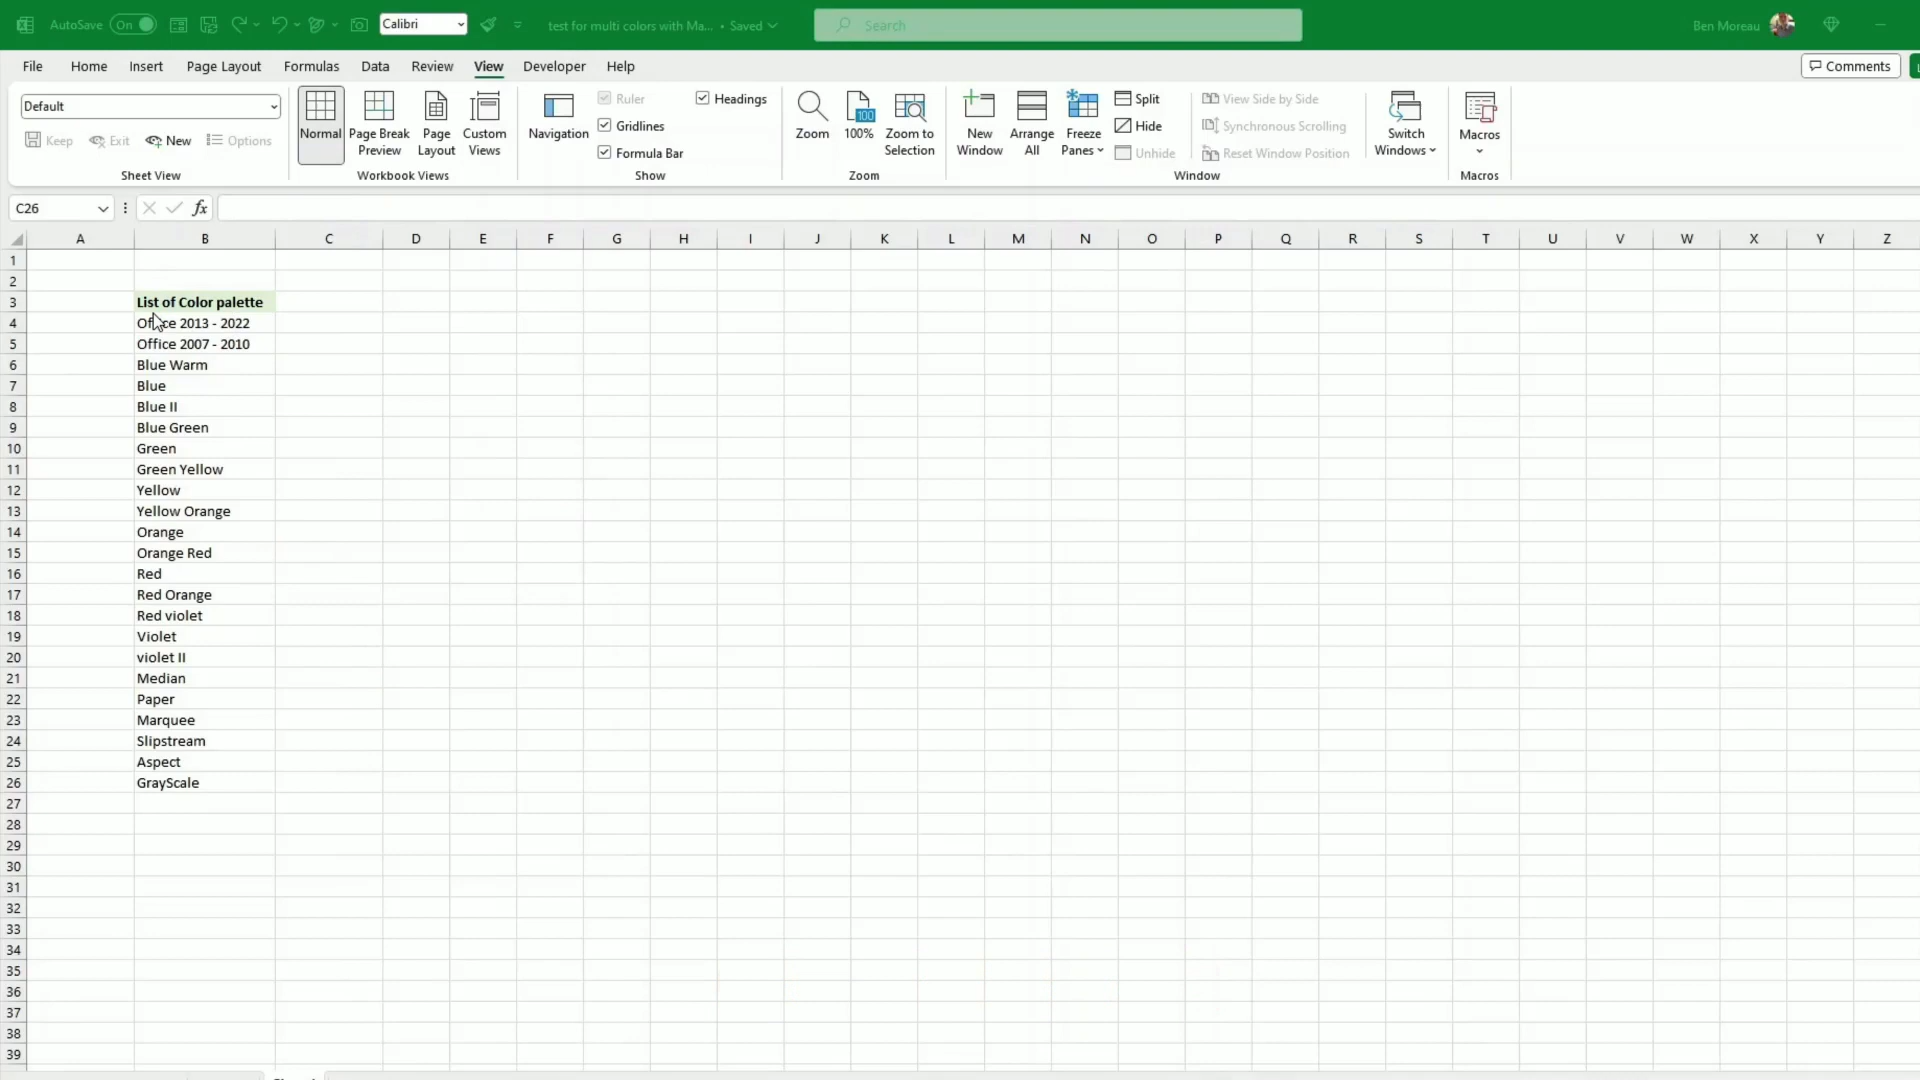 AutoSave On Calibri test for multi colors with Ma... • Saved Search Ben Moreau
File Home Insert Page Layout Formulas Data Review View Developer Help Comments
Default
Keep Exit New Options
Sheet View
Normal Page Break Preview Page Layout Custom Views
Workbook Views
Navigation
Ruler Headings
Gridlines
Formula Bar
Show
Zoom 100% Zoom to Selection
100
Zoom
New Window Arrange All Freeze Panes
Split
Hide
Unhide
View Side by Side
Synchronous Scrolling
Reset Window Position
Switch Windows
Window
Macros
Macros
C26 fx
A B C D E F G H I J K L M N O P Q R S T U V W X Y Z
1
2
3 List of Color palette
4 Office 2013 - 2022
5 Office 2007 - 2010
6 Blue Warm
7 Blue
8 Blue II
9 Blue Green
10 Green
11 Green Yellow
12 Yellow
13 Yellow Orange
14 Orange
15 Orange Red
16 Red
17 Red Orange
18 Red violet
19 Violet
20 violet II
21 Median
22 Paper
23 Marquee
24 Slipstream
25 Aspect
26 GrayScale
27
28
29
30
31
32
33
34
35
36
37
38
39